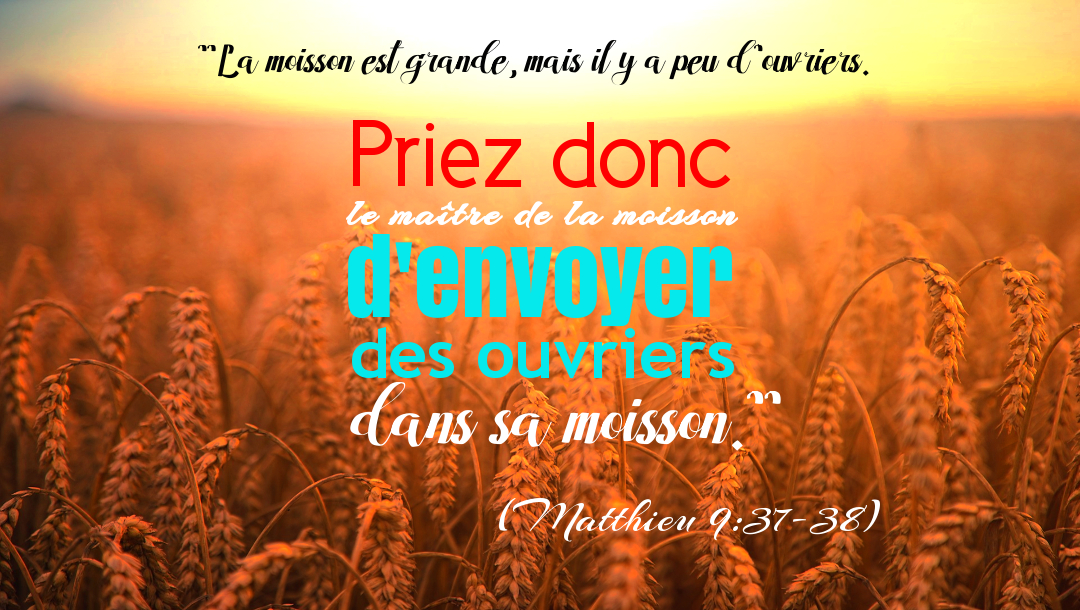 "La moisson est grande, mais il y a peu d'ouvriers.
Priez donc
le maître de la moisson
d'envoyer
des ouvriers
dans sa moisson."
(Matthieu 9:37-38)